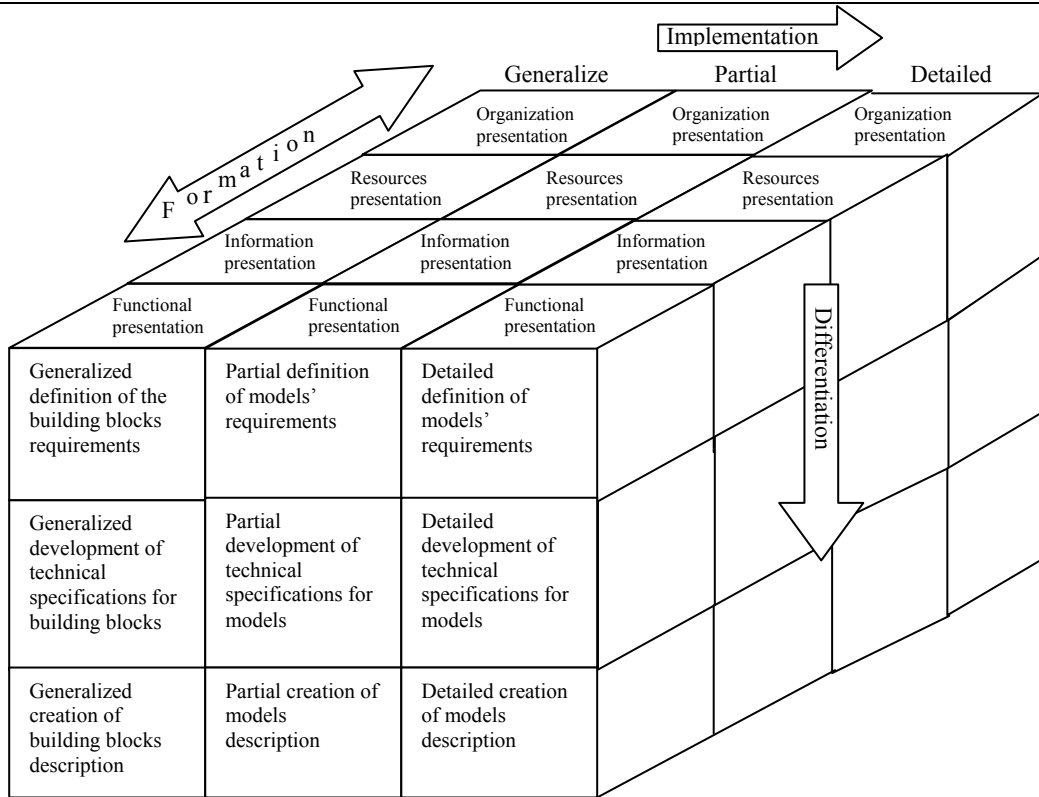 Implementation
Generalize Partial Detailed
Organization
presentation
Organization
presentation
Organization
presentation
Formation
Resources
presentation
Resources
presentation
Resources
presentation
Information
presentation
Information
presentation
Information
presentation
Functional
presentation
Functional
presentation
Functional
presentation
Differentiation
Generalized
definition of the
building blocks
requirements
Partial definition
of models’
requirements
Detailed
definition of
models’
requirements
Generalized
development of
technical
specifications for
building blocks
Partial
development of
technical
specifications for
models
Detailed
development of
technical
specifications for
models
Generalized
creation of
building blocks
description
Partial creation of
models
description
Detailed creation
of models
description